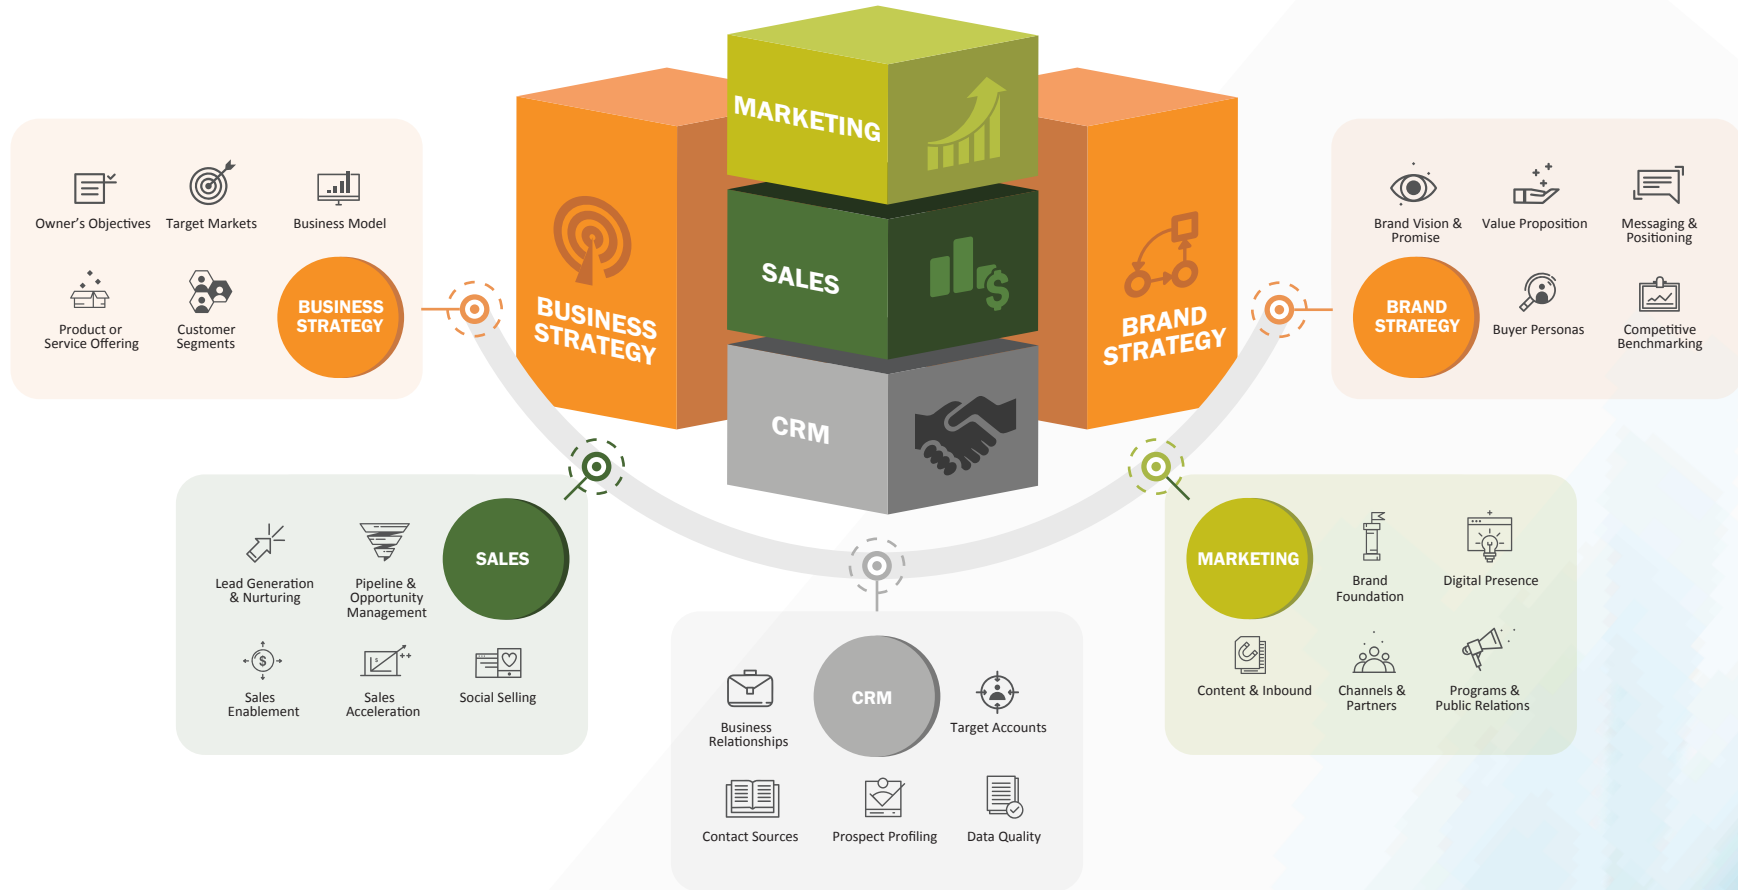 MARKETING
SALES
CRM
BUSINESS
STRATEGY
BRAND
STRATEGY
Owner's Objectives
Target Markets
Business Model
Product or
Service Offering
Customer
Segments
BUSINESS
STRATEGY
Brand Vision &
Promise
Value Proposition
Messaging &
Positioning
BRAND
STRATEGY
Buyer Personas
Competitive
Benchmarking
Lead Generation
& Nurturing
Pipeline &
Opportunity
Management
SALES
Sales
Enablement
Sales
Acceleration
Social Selling
Business
Relationships
CRM
Target Accounts
Contact Sources
Prospect Profiling
Data Quality
MARKETING
Brand
Foundation
Digital Presence
Content & Inbound
Channels &
Partners
Programs &
Public Relations